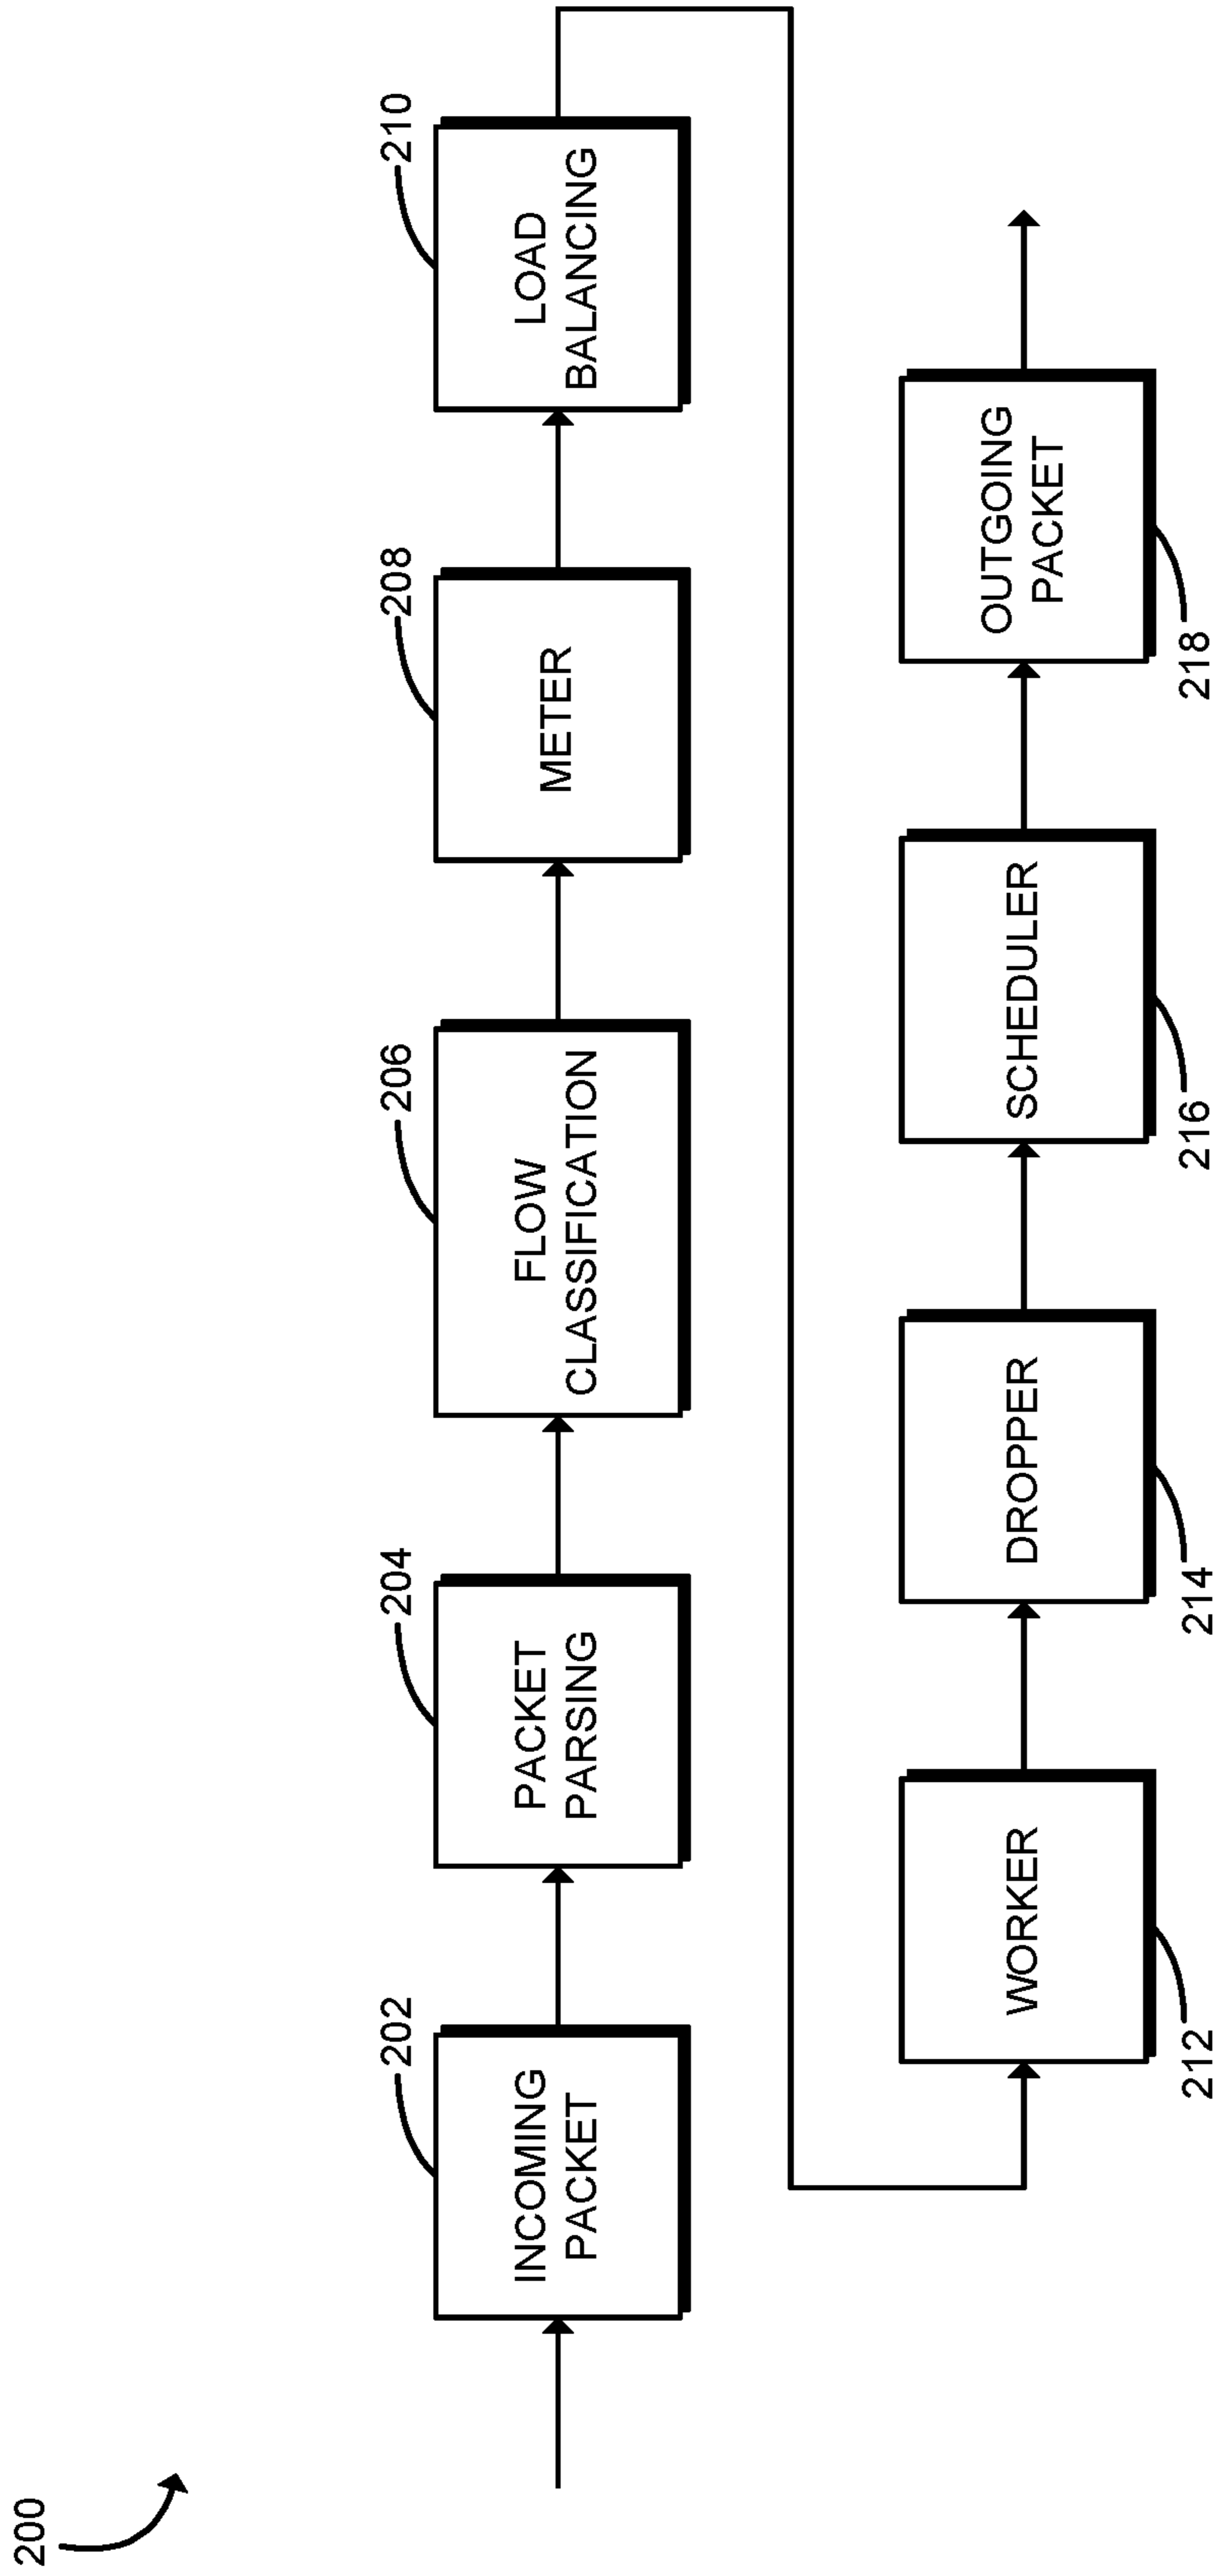 200
202
INCOMING
PACKET
204
PACKET
PARSING
206
FLOW
CLASSIFICATION
208
METER
210
LOAD
BALANCING
WORKER
212
DROPPER
214
SCHEDULER
216
OUTGOING
PACKET
218